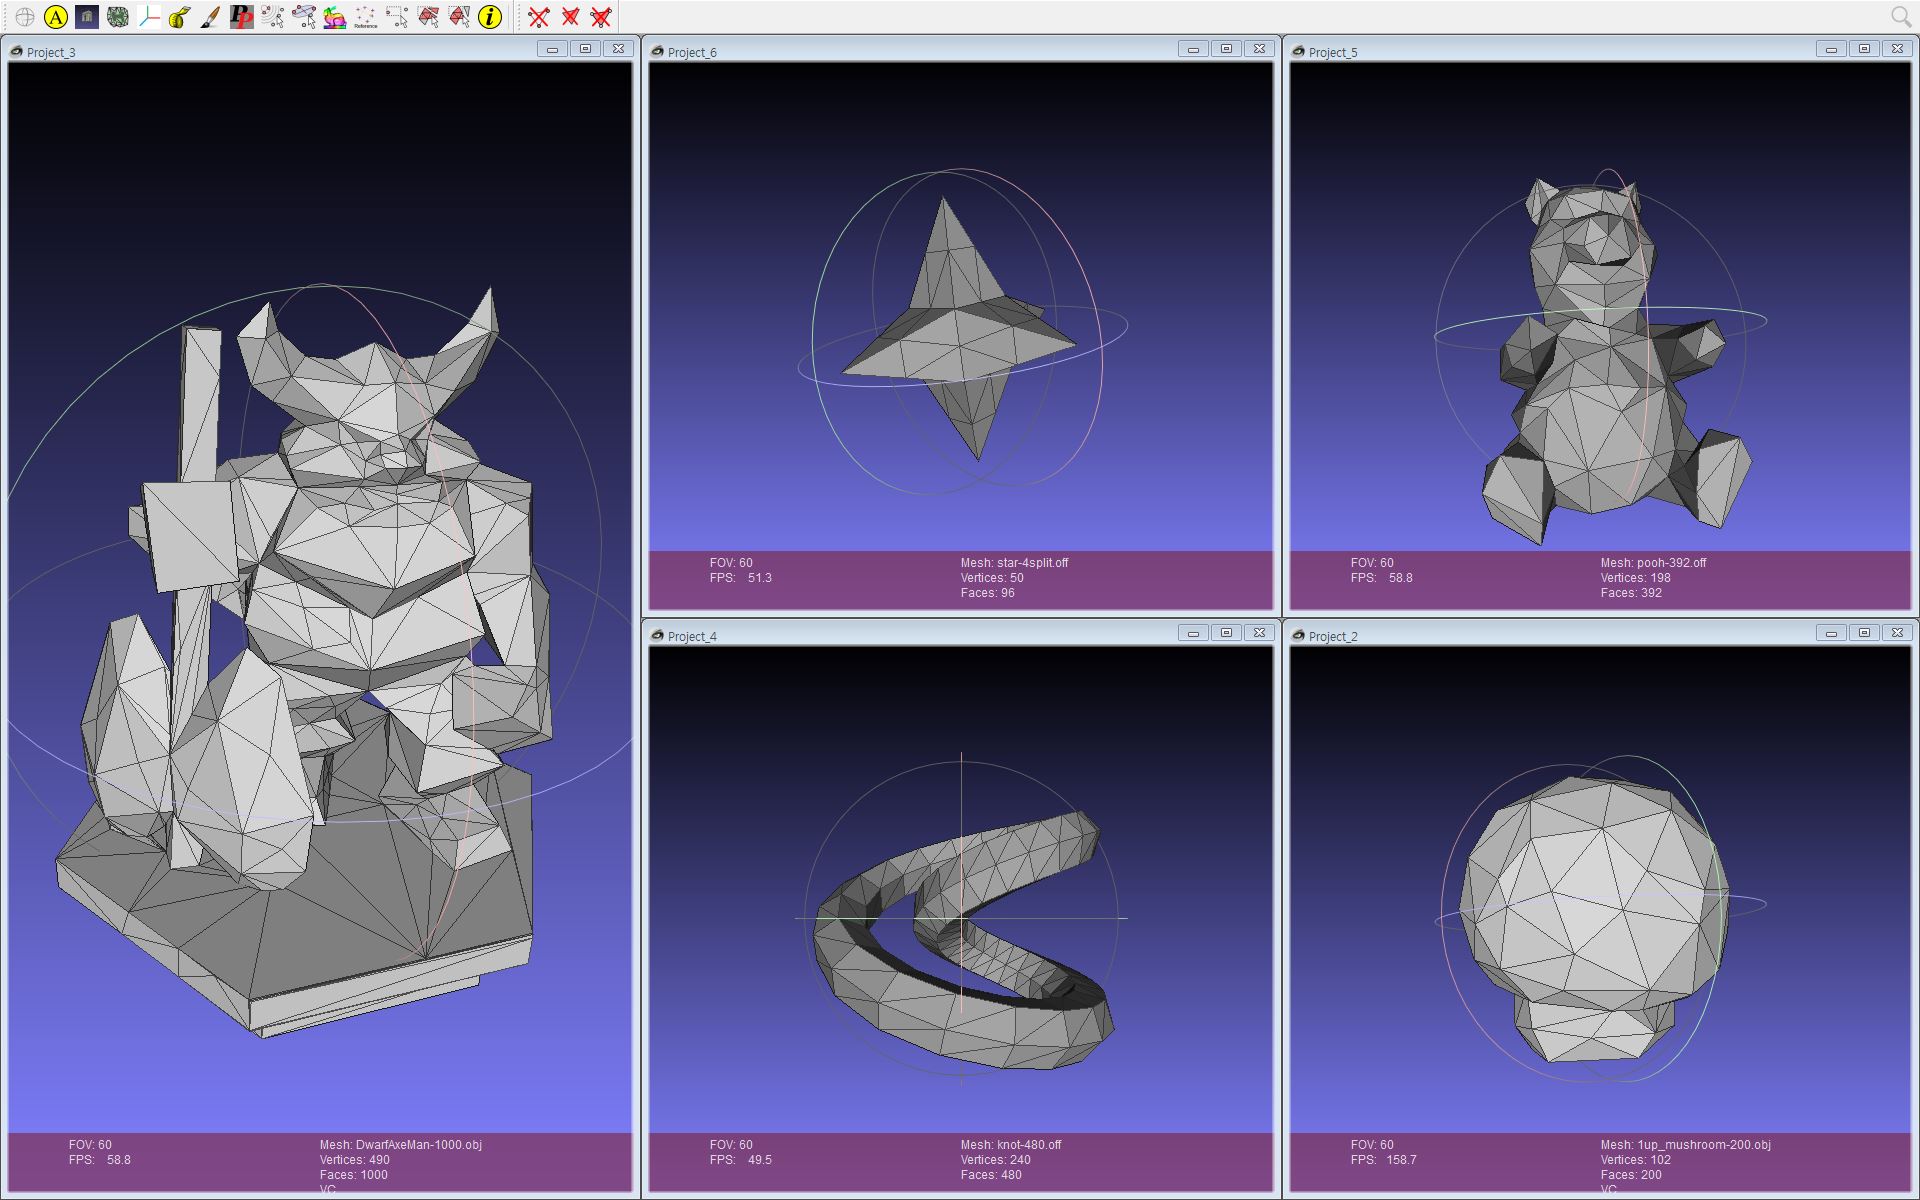 Project_3
FOV: 60
FPS: 58.8
Mesh: DwarfAxeMan-1000.obj
Vertices: 490
Faces: 1000
VC
Project_6
FOV: 60
FPS: 51.3
Mesh: star-4split.off
Vertices: 50
Faces: 96
Project_5
FOV: 60
FPS: 58.8
Mesh: pooh-392.off
Vertices: 198
Faces: 392
Project_4
FOV: 60
FPS: 49.5
Mesh: knot-480.off
Vertices: 240
Faces: 480
Project_2
FOV: 60
FPS: 158.7
Mesh: 1up_mushroom-200.obj
Vertices: 102
Faces: 200
VC